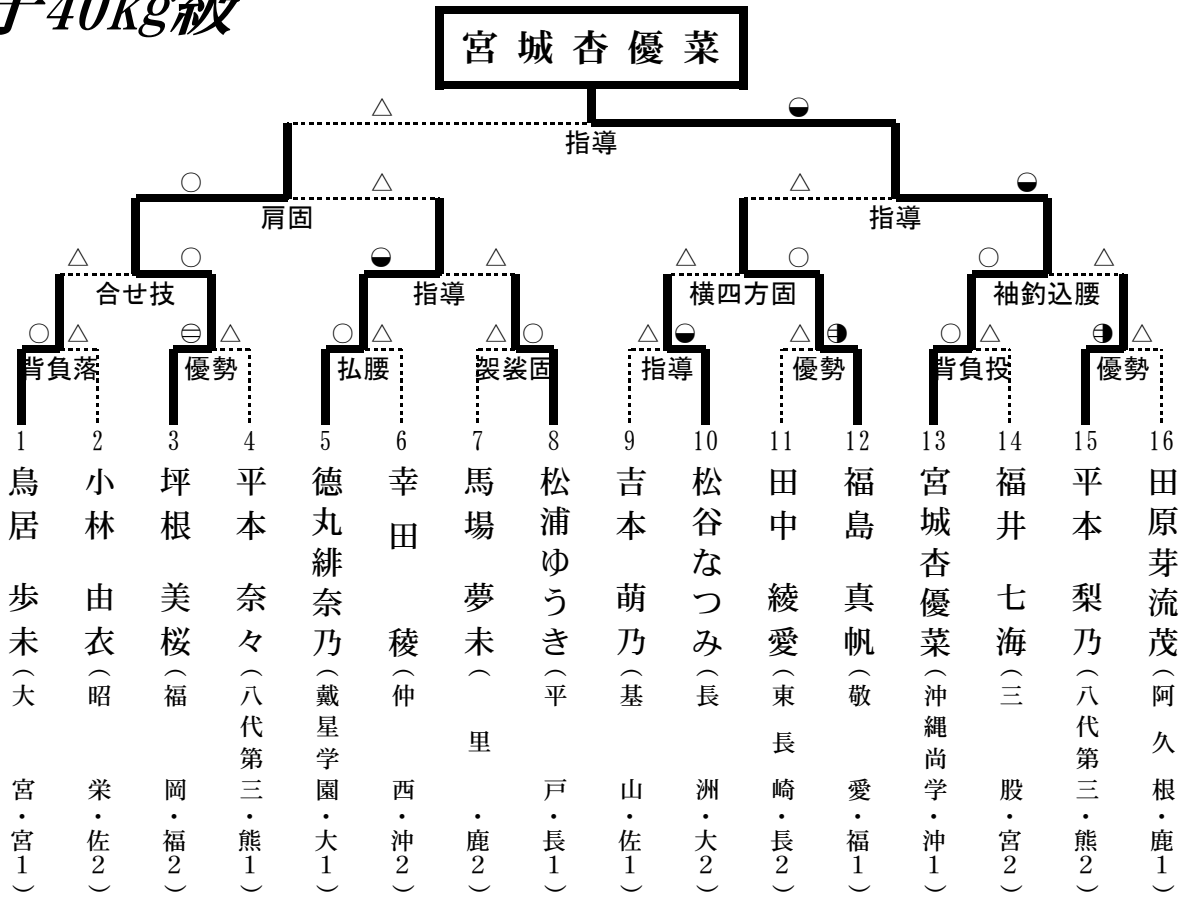 子40kg級
宮城杏優菜
△
指導
○
△
肩固
△
指導
△
○
合せ技
△
指導
△
○
横四方固
○
△
袖釣込腰
○△
背負落
△
優勢
○△
払腰
△○
袈裟固
△
指導
△
優勢
○△
背負投
△
優勢
1 2 3 4 5 6 7 8 9 10 11 12 13 14 15 16
鳥居歩未(大宮・宮1)
小林由衣(昭栄・佐2)
坪根美桜(福岡・福2)
平本奈々(八代第三・熊1)
徳丸緋奈乃(戴星学園・大1)
幸田稜(仲西・沖2)
馬場夢未(里・鹿2)
松浦ゆうき(平戸・長1)
吉本萌乃(基山・佐1)
松谷なつみ(長洲・大2)
田中綾愛(東長崎・長2)
福島真帆(敬愛・福1)
宮城杏優菜(沖縄尚学・沖1)
福井七海(三股・宮2)
平本梨乃(八代第三・熊2)
田原芽流茂(阿久根・鹿1)